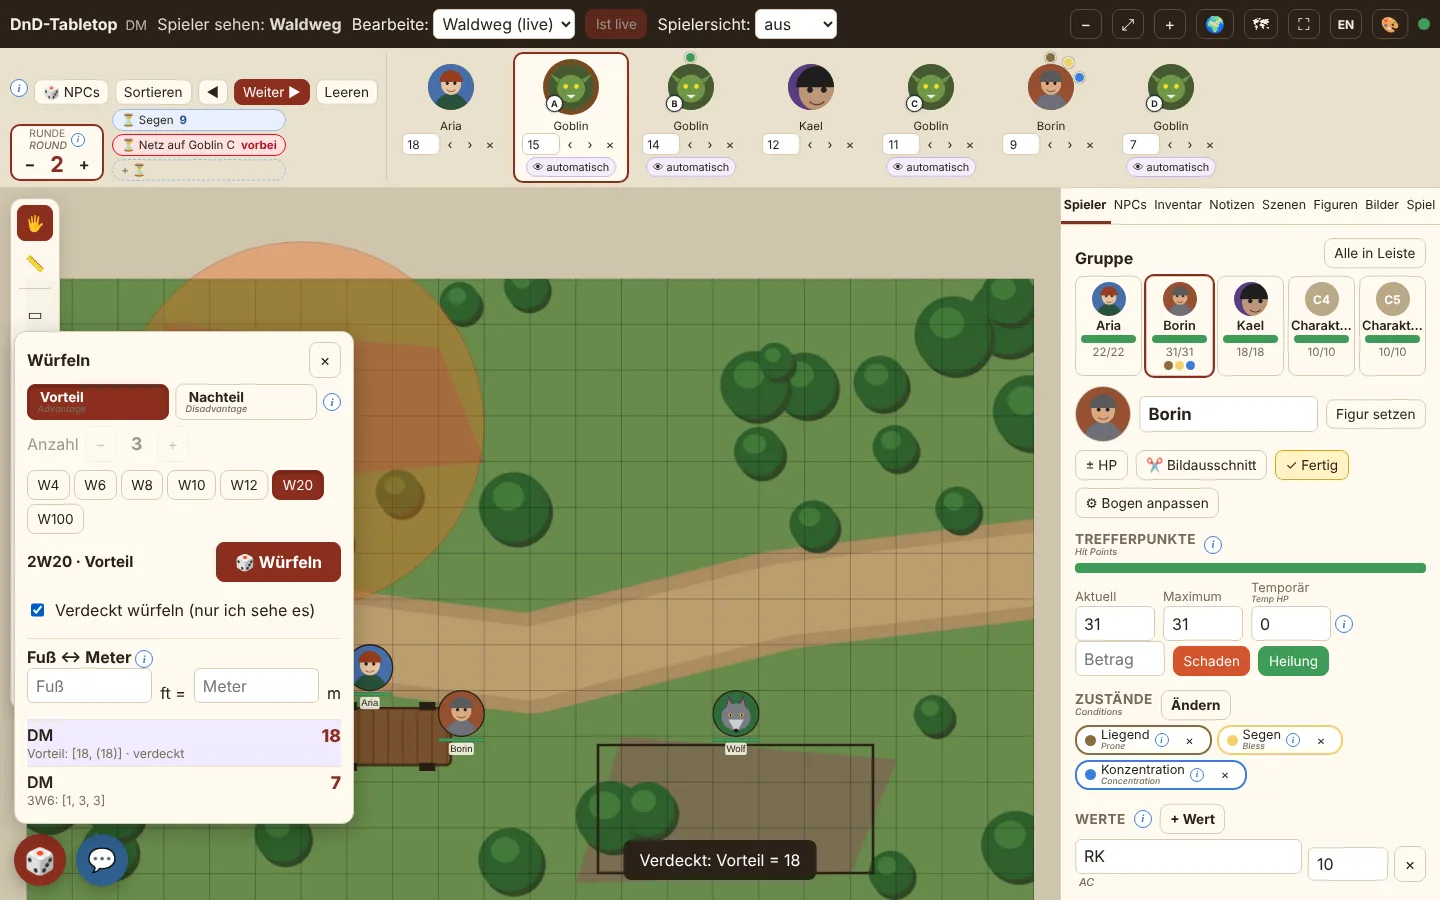 DnD-Tabletop DM Spieler sehen: Waldweg Bearbeite: Waldweg (live) Ist live Spielersicht: aus − + EN
i NPCs Sortieren Weiter Leeren
RUNDE
ROUND i
− 2 +
Segen 9
Netz auf Goblin C vorbei
+
Aria
18 ‹ › ×
A
Goblin
15 ‹ › ×
automatisch
B
Goblin
14 ‹ › ×
automatisch
Kael
12 ‹ › ×
C
Goblin
11 ‹ › ×
automatisch
Borin
9 ‹ › ×
D
Goblin
7 ‹ › ×
automatisch
Würfeln ×
Vorteil
Advantage
Nachteil
Disadvantage
i
Anzahl − 3 +
W4 W6 W8 W10 W12 W20
W100
2W20 · Vorteil Würfeln
Verdeckt würfeln (nur ich sehe es)
Fuß ↔ Meter i
Fuß ft = Meter m
DM 18
Vorteil: [18, (18)] · verdeckt
DM 7
3W6: [1, 3, 3]
Aria
Borin
Wolf
Verdeckt: Vorteil = 18
Spieler NPCs Inventar Notizen Szenen Figuren Bilder Spiel
Gruppe Alle in Leiste
Aria
22/22
Borin
31/31
Kael
18/18
C4
Charakt...
10/10
C5
Charakt...
10/10
Borin Figur setzen
± HP Bildausschnitt ✓ Fertig
Bogen anpassen
TREFFERPUNKTE i
Hit Points
Aktuell Maximum Temporär
Temp HP
31 31 0 i
Betrag Schaden Heilung
ZUSTÄNDE Ändern
Conditions
Liegend i ×
Prone
Segen i ×
Bless
Konzentration i ×
Concentration
WERTE i + Wert
RK 10 ×
AC